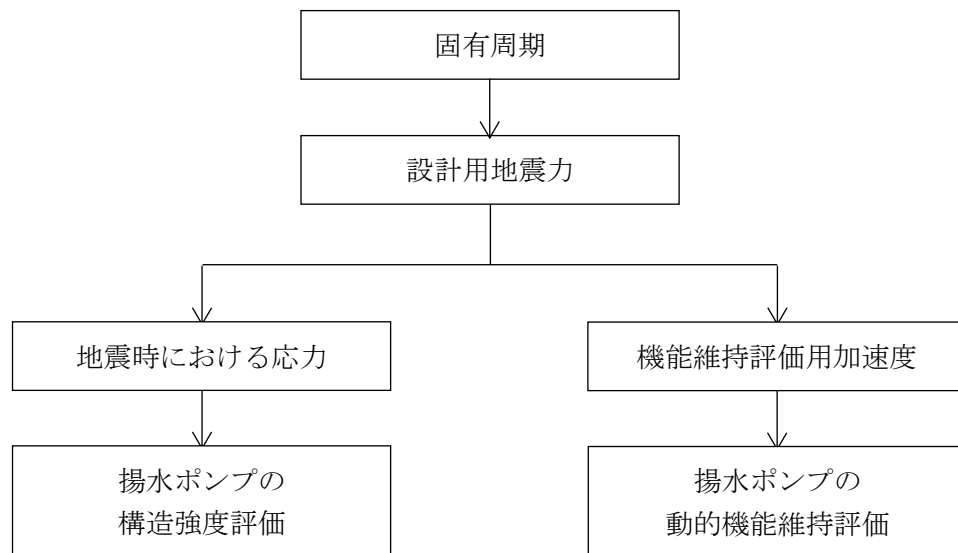 固有周期
設計用地震力
地震時における応力
機能維持評価用加速度
揚水ポンプの
構造強度評価
揚水ポンプの
動的機能維持評価